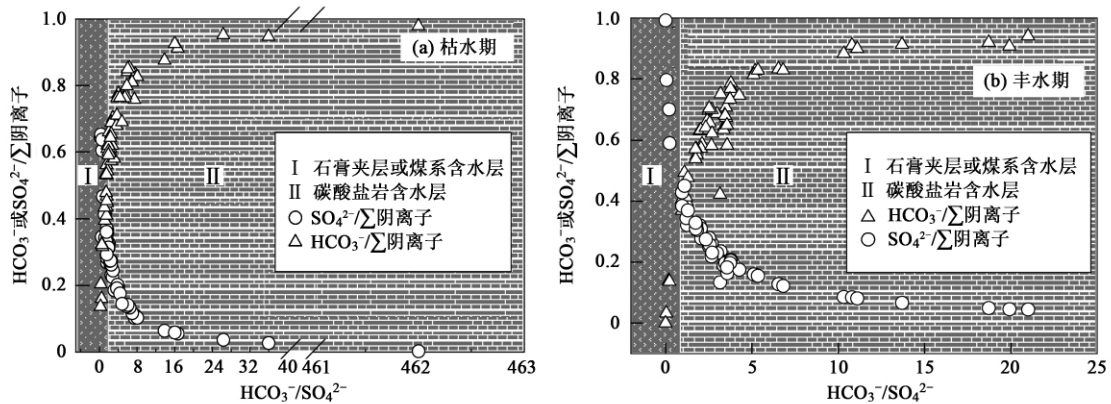 (a) 枯水期
HCO₃⁻或SO₄²⁻/∑阴离子
1.0
0.8
0.6
0.4
0.2
0
Ⅰ
Ⅱ
Ⅰ 石膏夹层或煤系含水层
Ⅱ 碳酸盐岩含水层
SO₄²⁻/∑阴离子
HCO₃⁻/∑阴离子
0 8 16 24 32 40 461 462 463
HCO₃⁻/SO₄²⁻
(b) 丰水期
HCO₃⁻或SO₄²⁻/∑阴离子
1.0
0.8
0.6
0.4
0.2
0
Ⅰ
Ⅱ
Ⅰ 石膏夹层或煤系含水层
Ⅱ 碳酸盐岩含水层
HCO₃⁻/∑阴离子
SO₄²⁻/∑阴离子
0 5 10 15 20 25
HCO₃⁻/SO₄²⁻